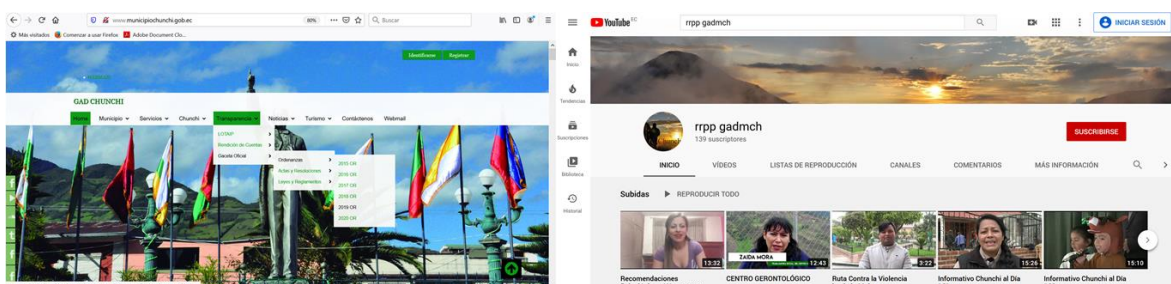 www.municipiochunchi.gob.ec
80%
Buscar
Más visitados
Comenzar a usar Firefox
Adobe Document Clo...
Identificarse
Registrar
GAD CHUNCHI
Home
Municipio
Servicios
Chunchi
Transparencia
Noticias
Turismo
Contáctenos
Webmail
LOTAIP
Rendición de Cuentas
Gaceta Oficial
Ordenanzas
Actas y Resoluciones
Leyes y Reglamentos
2015 OR
2016 OR
2017 OR
2018 OR
2019 OR
2020 OR
YouTube EC
rrpp gadmch
INICIAR SESIÓN
Inicio
Tendencias
Suscripciones
Biblioteca
Historial
rrpp gadmch
139 suscriptores
SUSCRIBIRSE
INICIO
VÍDEOS
LISTAS DE REPRODUCCIÓN
CANALES
COMENTARIOS
MÁS INFORMACIÓN
Subidas
REPRODUCIR TODO
13:32
ZAIDA MORA
12:43
3:22
15:26
15:10
Recomendaciones
CENTRO GERONTOLÓGICO
Ruta Contra la Violencia
Informativo Chunchi al Día
Informativo Chunchi al Día